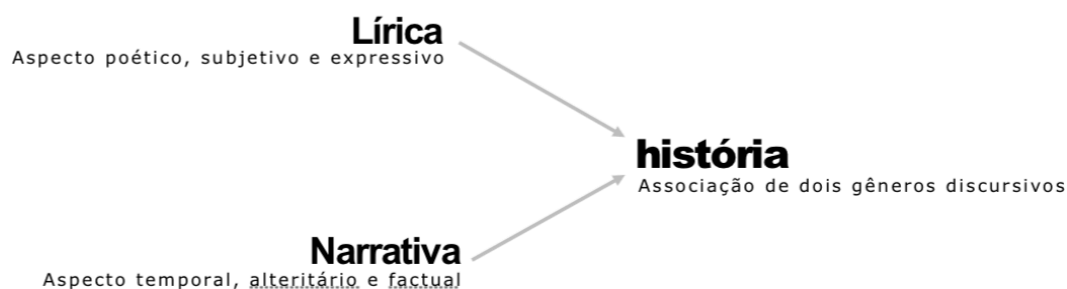 Lírica
Aspecto poético, subjetivo e expressivo
história
Associação de dois gêneros discursivos
Narrativa
Aspecto temporal, alteritário e factual